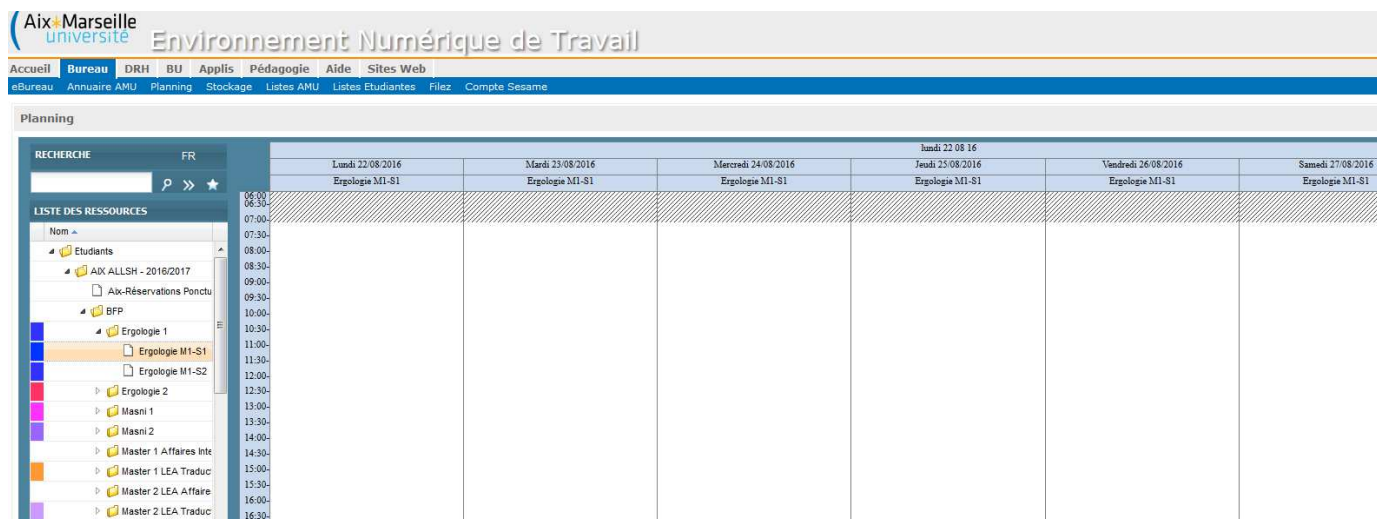 Aix*Marseille
université Environnement Numérique de Travail
Accueil Bureau DRH BU Applis Pédagogie Aide Sites Web
eBureau Annuaire AMU Planning Stockage Listes AMU Listes Etudiantes Filez Compte Sesame
Planning
RECHERCHE FR
LISTE DES RESSOURCES
Nom
Etudiants
AIX ALLSH - 2016/2017
Aix-Réservations Ponctu
BFP
Ergologie 1
Ergologie M1-S1
Ergologie M1-S2
Ergologie 2
Masni 1
Masni 2
Master 1 Affaires Inte
Master 1 LEA Traduc
Master 2 LEA Affaire
Master 2 LEA Traduc
lundi 22 08 16
Lundi 22/08/2016 Mardi 23/08/2016 Mercredi 24/08/2016 Jeudi 25/08/2016 Vendredi 26/08/2016 Samedi 27/08/2016
Ergologie M1-S1 Ergologie M1-S1 Ergologie M1-S1 Ergologie M1-S1 Ergologie M1-S1 Ergologie M1-S1
06:00
06:30
07:00
07:30
08:00
08:30
09:00
09:30
10:00
10:30
11:00
11:30
12:00
12:30
13:00
13:30
14:00
14:30
15:00
15:30
16:00
16:30